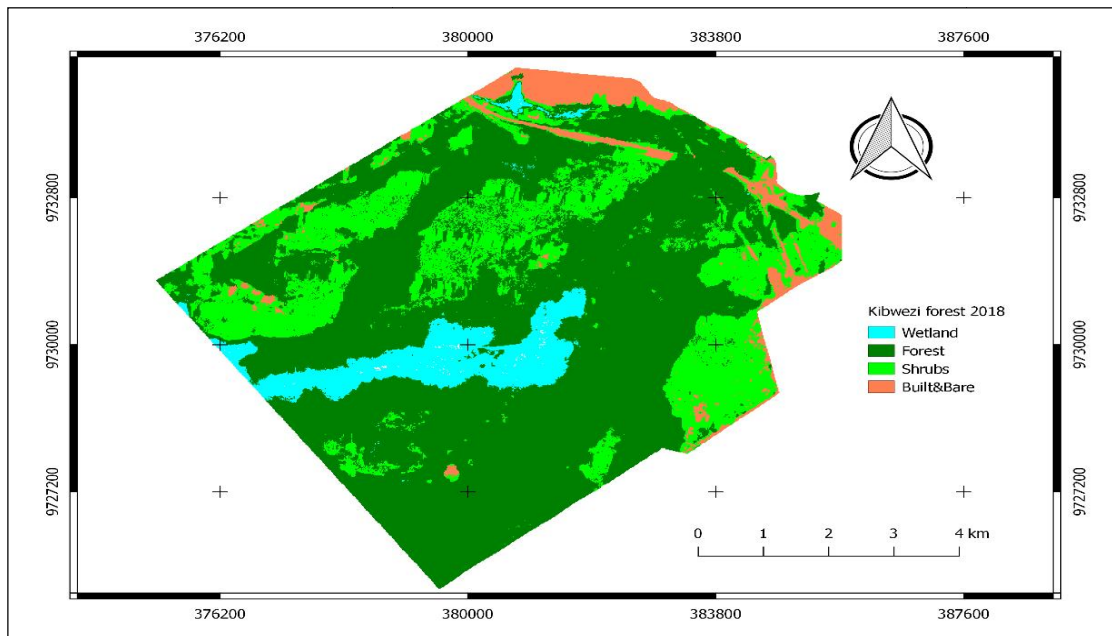 376200 380000 383800 387600
9732800 9732800
Kibwezi forest 2018
Wetland
9730000 9730000
Forest
Shrubs
Built&Bare
9727200 9727200
0 1 2 3 4 km
376200 380000 383800 387600